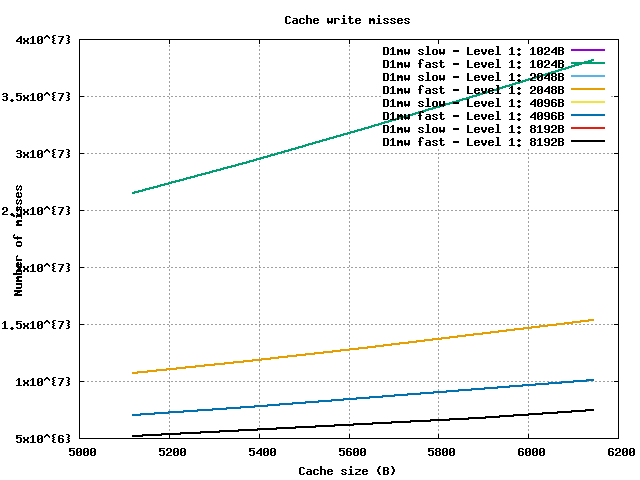 Cache write misses
4x10^{7}
3.5x10^{7}
3x10^{7}
2.5x10^{7}
2x10^{7}
1.5x10^{7}
1x10^{7}
5x10^{6}
Number of misses
D1mw slow - Level 1: 1024B
D1mw fast - Level 1: 1024B
D1mw slow - Level 1: 2048B
D1mw fast - Level 1: 2048B
D1mw slow - Level 1: 4096B
D1mw fast - Level 1: 4096B
D1mw slow - Level 1: 8192B
D1mw fast - Level 1: 8192B
5000 5200 5400 5600 5800 6000 6200
Cache size (B)